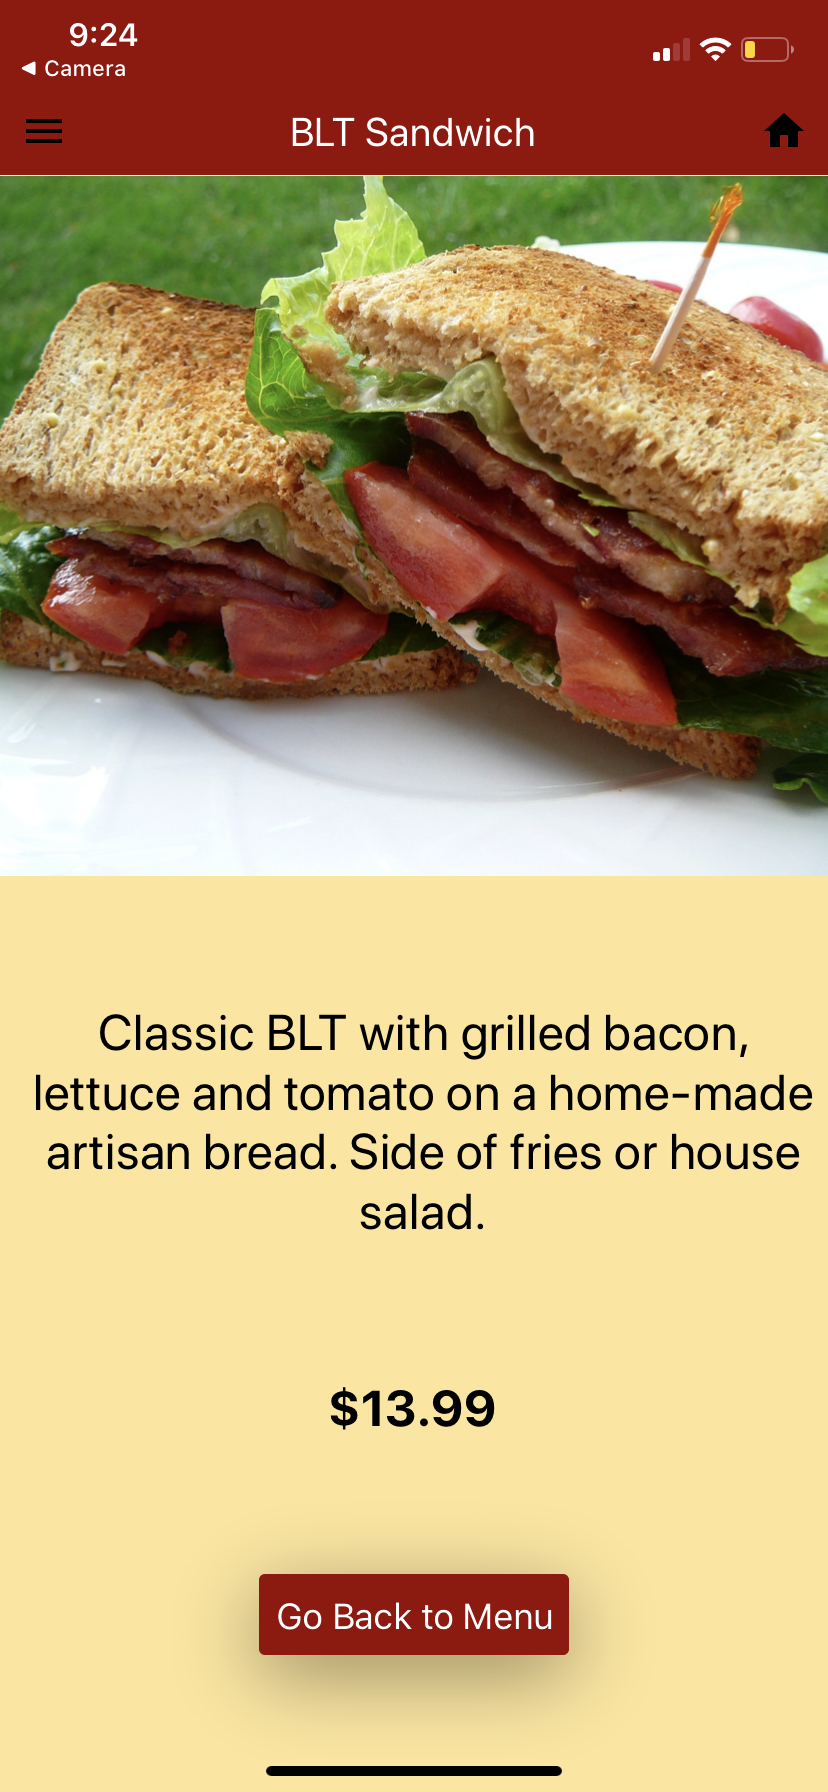 9:24
◀ Camera
BLT Sandwich
Classic BLT with grilled bacon,
lettuce and tomato on a home-made
artisan bread. Side of fries or house
salad.
$13.99
Go Back to Menu